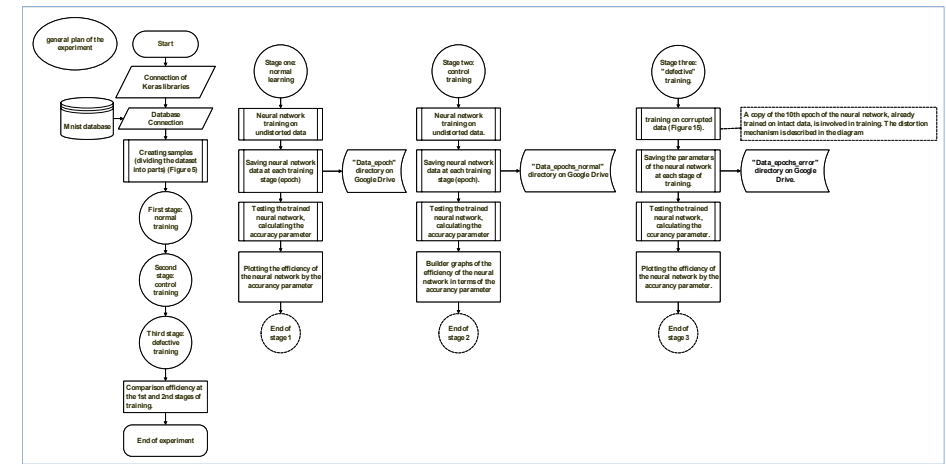 general plan of the
experiment
Start
Connection of
Keras libraries
Mnist database
Database
Connection
Creating samples
(dividing the dataset
into parts) (Figure 5)
First stage:
normal
training
Second
stage:
control
training
Third stage:
defective
training
Comparison efficiency at
the 1st and 2nd stages of
training.
End of experiment
Stage one:
normal
learning
Neural network
training on
undistorted data
Saving neural network
data at each training
stage (epoch)
"Data_epoch"
directory on
Google Drive
Testing the trained
neural network,
calculating the
accuracy parameter
Plotting the efficiency of
the neural network by the
accurancy parameter
End of
stage 1
Stage two:
control
training
Neural network
training on
undistorted data.
Saving neural network
data at each training
stage (epoch).
"Data_epochs_normal"
directory on Google Drive
Testing the trained
neural network,
calculating the
accuracy parameter
Builder graphs of the
efficiency of the neural
network in terms of the
accurancy parameter
End of
stage 2
Stage three:
"defective"
training.
training on corrupted
data (Figure 15).
A copy of the 10th epoch of the neural network, already
trained on intact data, is involved in training. The distortion
mechanism is described in the diagram
Saving the parameters
of the neural network
at each stage of
training.
"Data_epochs_error"
directory on Google
Drive.
Testing the trained
neural network,
calculating the
ccurancy parameter.
Plotting the efficiency of
the neural network by the
accurancy parameter.
End of
stage 3